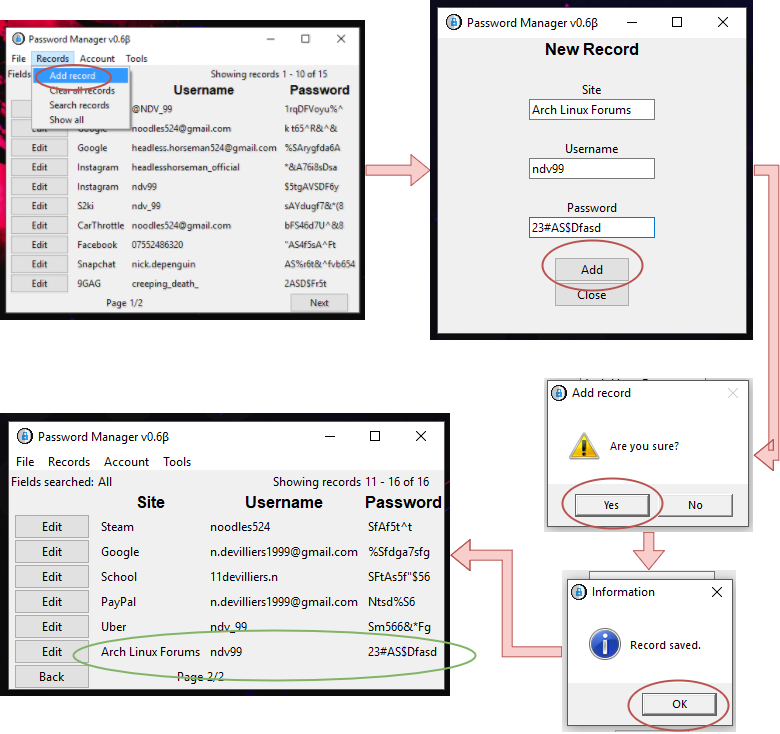 Password Manager v0.6β
File Records Account Tools
Fields Add record Showing records 1 - 10 of 15
Clear all records Username Password
Search records @NDV_99 1rqDFVoyu%^
Show all
Edit Google noodles524@gmail.com k t65^R&^&
Edit Google headless.horseman524@gmail.com %SArygfda6A
Edit Instagram headlesshorseman_official *&A76i8sDsa
Edit Instagram ndv99 $5tgAVSDF6y
Edit S2ki ndv_99 sAYdugf7&*(8
Edit CarThrottle noodles524@gmail.com bFS46d7U^&8
Edit Facebook 07552486320 "AS4f5sA^Ft
Edit Snapchat nick.depenguin AS%r6t&^fvb654
Edit 9GAG creeping_death_ 2ASD$Fr5t
Page 1/2 Next
Password Manager v0.6β
New Record
Site
Arch Linux Forums
Username
ndv99
Password
23#AS$Dfasd
Add
Close
Add record
Are you sure?
Yes No
Information
Record saved.
OK
Password Manager v0.6β
File Records Account Tools
Fields searched: All Showing records 11 - 16 of 16
Site Username Password
Edit Steam noodles524 SfAf5t^t
Edit Google n.devilliers1999@gmail.com %Sfdga7sfg
Edit School 11devilliers.n SFtAs5f"$56
Edit PayPal n.devilliers1999@gmail.com Ntsd%S6
Edit Uber ndv_99 Sm566&*Fg
Edit Arch Linux Forums ndv99 23#AS$Dfasd
Back Page 2/2